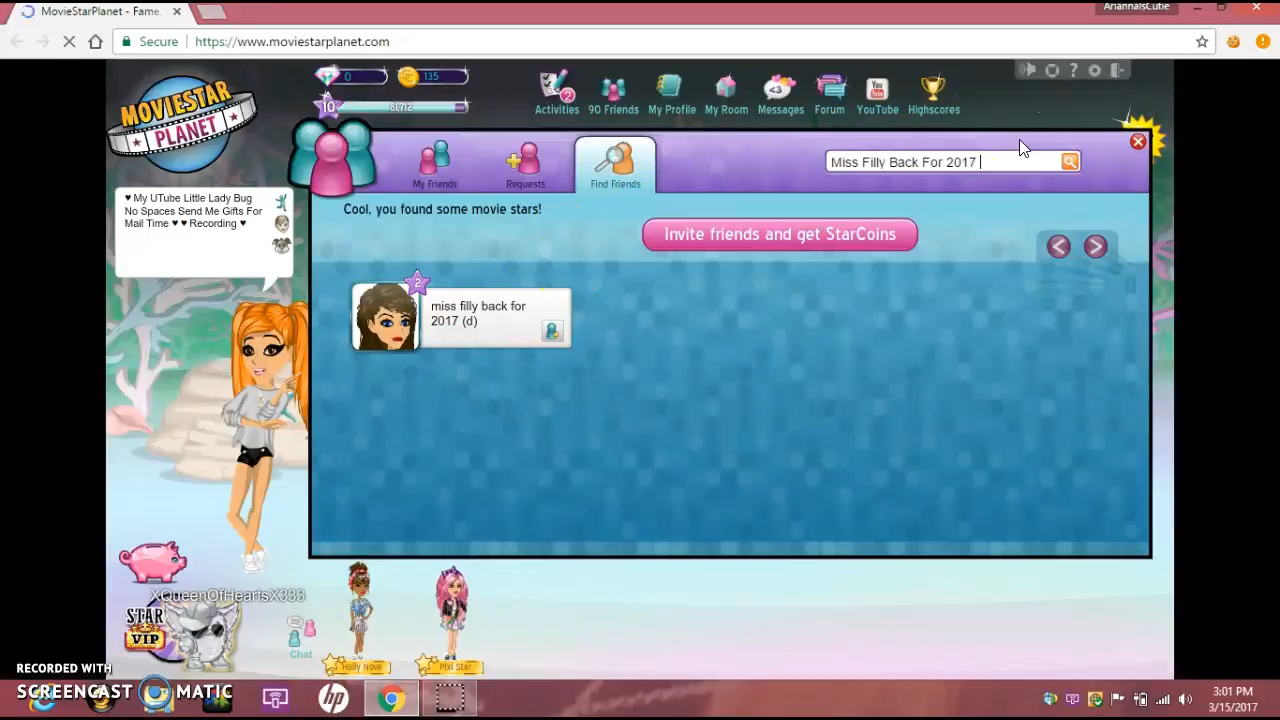 MovieStarPlanet - Fame,
AriannaIsCutie
Secure
https://www.moviestarplanet.com
MOVIESTAR
PLANET
0
135
10
Activities
2
90 Friends
My Profile
My Room
Messages
Forum
YouTube
Highscores
My Friends
Requests
Find Friends
Miss Filly Back For 2017
♥ My UTube Little Lady Bug
No Spaces Send Me Gifts For
Mail Time ♥ ♥ Recording ♥
Cool, you found some movie stars!
Invite friends and get StarCoins
2
miss filly back for
2017 (d)
XQueenOfHeartsX333
STAR
VIP
Chat
Holly Nova
Pixi Star
RECORDED WITH
SCREENCAST MATIC
hp
3:01 PM
3/15/2017